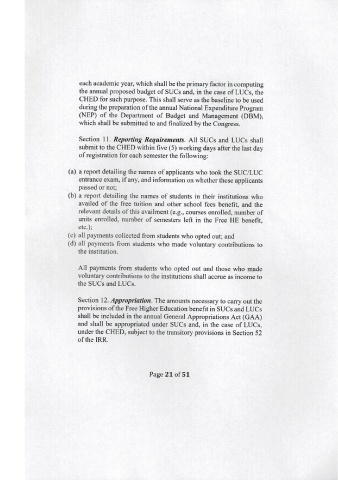 each academic year, which shall be the primary factor in computing
the annual proposed budget of SUCs and, in the case of LUCs, the
CHED for such purpose. This shall serve as the baseline to be used
during the preparation of the annual National Expenditure Program
(NEP) of the Department of Budget and Management (DBM),
which shall be submitted to and finalized by the Congress.
Section 11. Reporting Requirements. All SUCs and LUCs shall
submit to the CHED within five (5) working days after the last day
of registration for each semester the following:
(a) a report detailing the names of applicants who took the SUC/LUC
entrance exam, if any, and information on whether these applicants
passed or not;
(b) a report detailing the names of students in their institutions who
availed of the free tuition and other school fees benefit, and the
relevant details of this availment (e.g., courses enrolled, number of
units enrolled, number of semesters left in the Free HE benefit,
etc.);
(c) all payments collected from students who opted out; and
(d) all payments from students who made voluntary contributions to
the institution.
All payments from students who opted out and those who made
voluntary contributions to the institutions shall accrue as income to
the SUCs and LUCs.
Section 12. Appropriation. The amounts necessary to carry out the
provisions of the Free Higher Education benefit in SUCs and LUCs
shall be included in the annual General Appropriations Act (GAA)
and shall be appropriated under SUCs and, in the case of LUCs,
under the CHED, subject to the transitory provisions in Section 52
of the IRR.
Page 21 of 51